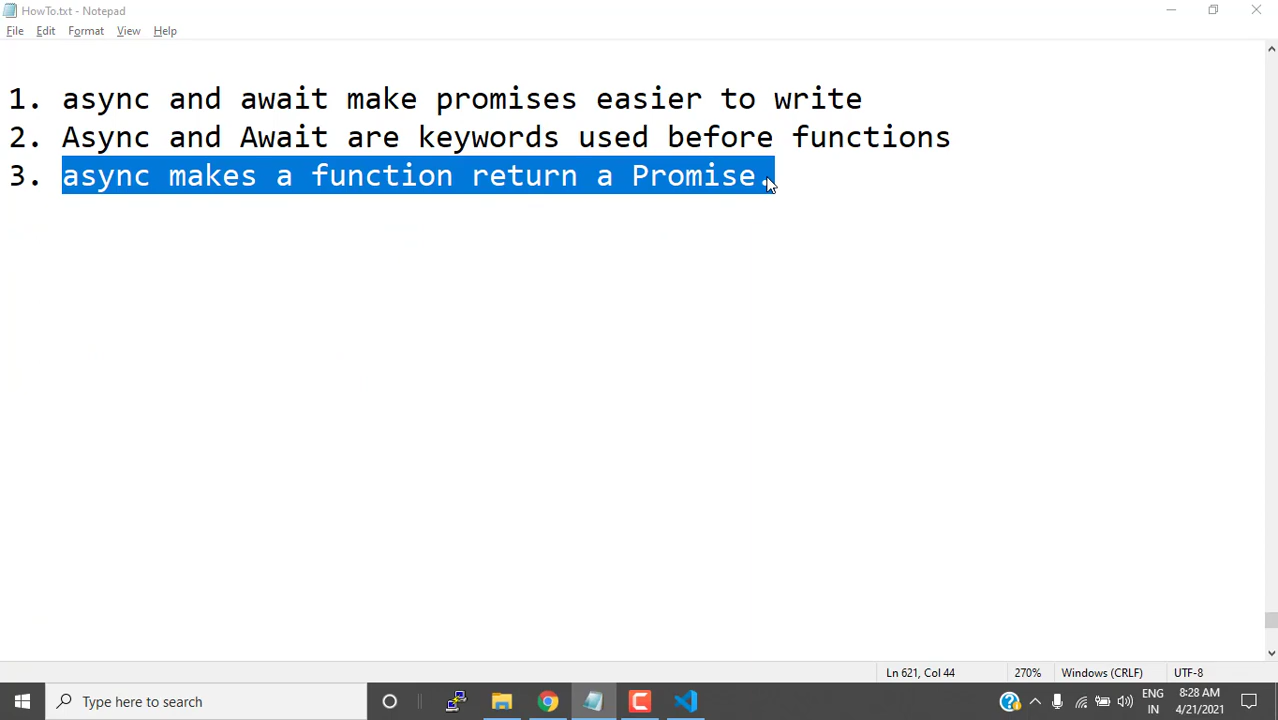 HowTo.txt - Notepad
File Edit Format View Help
1. async and await make promises easier to write
2. Async and Await are keywords used before functions
3. async makes a function return a Promise.
Ln 621, Col 44 270% Windows (CRLF) UTF-8
Type here to search
ENG 8:28 AM
IN 4/21/2021